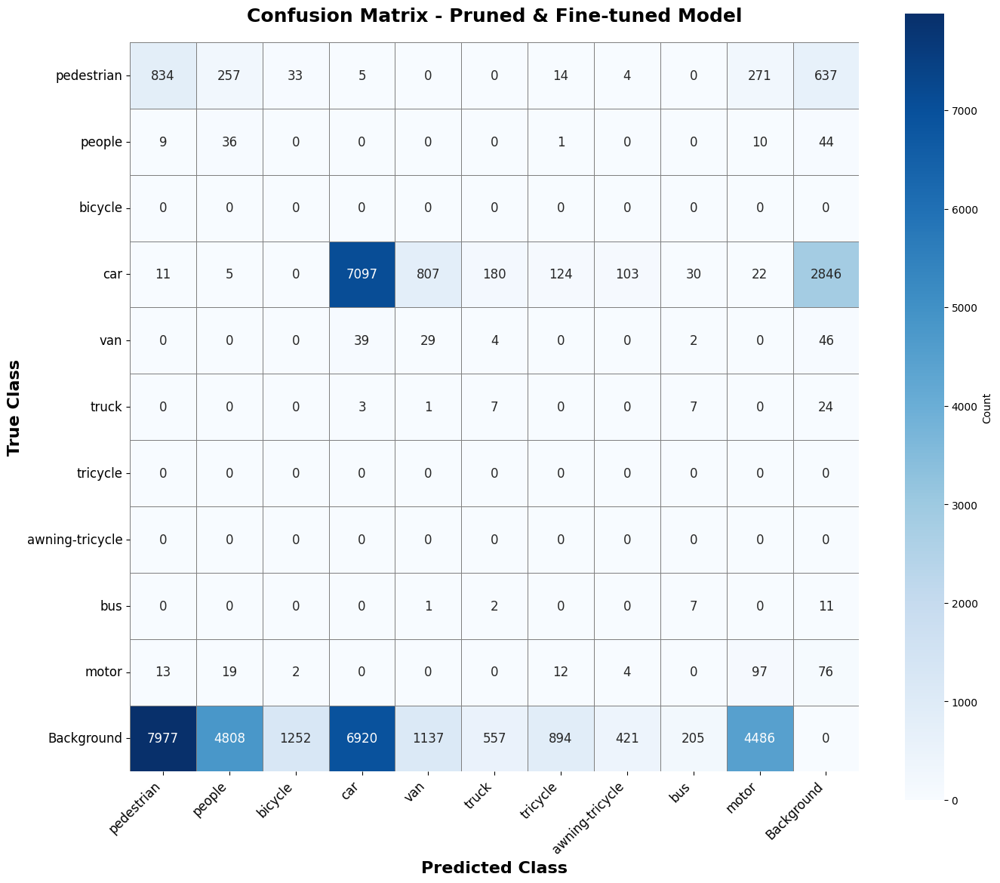 Confusion Matrix - Pruned & Fine-tuned Model
pedestrian 834 257 33 5 0 0 14 4 0 271 637
people 9 36 0 0 0 0 1 0 0 10 44
bicycle 0 0 0 0 0 0 0 0 0 0 0
car 11 5 0 7097 807 180 124 103 30 22 2846
van 0 0 0 39 29 4 0 0 2 0 46
truck 0 0 0 3 1 7 0 0 7 0 24
tricycle 0 0 0 0 0 0 0 0 0 0 0
awning-tricycle 0 0 0 0 0 0 0 0 0 0 0
bus 0 0 0 0 1 2 0 0 7 0 11
motor 13 19 2 0 0 0 12 4 0 97 76
Background 7977 4808 1252 6920 1137 557 894 421 205 4486 0
pedestrian people bicycle car van truck tricycle awning-tricycle bus motor Background
Predicted Class
True Class
7000
6000
5000
4000
3000
2000
1000
0
Count